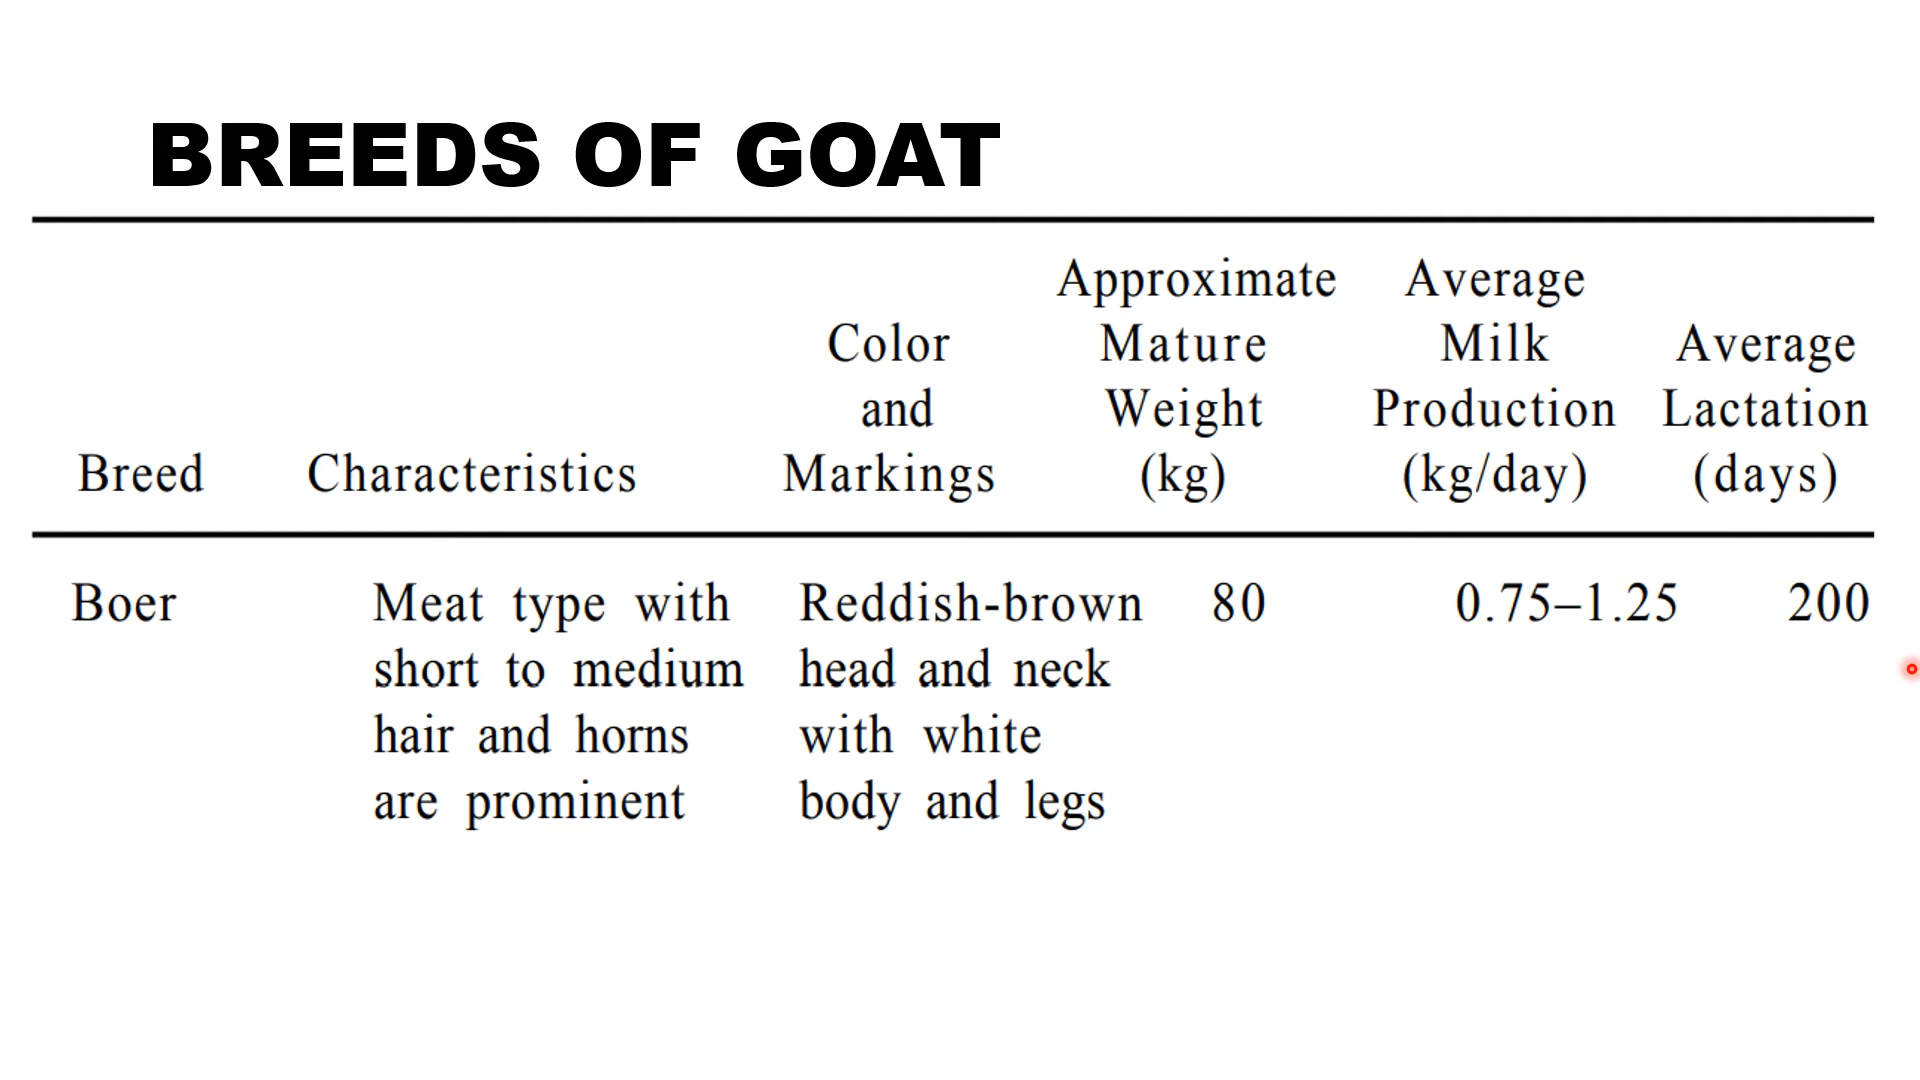 BREEDS OF GOAT
Approximate Average
Color Mature Milk Average
and Weight Production Lactation
Breed Characteristics Markings (kg) (kg/day) (days)
Boer Meat type with Reddish-brown 80 0.75–1.25 200
short to medium head and neck
hair and horns with white
are prominent body and legs